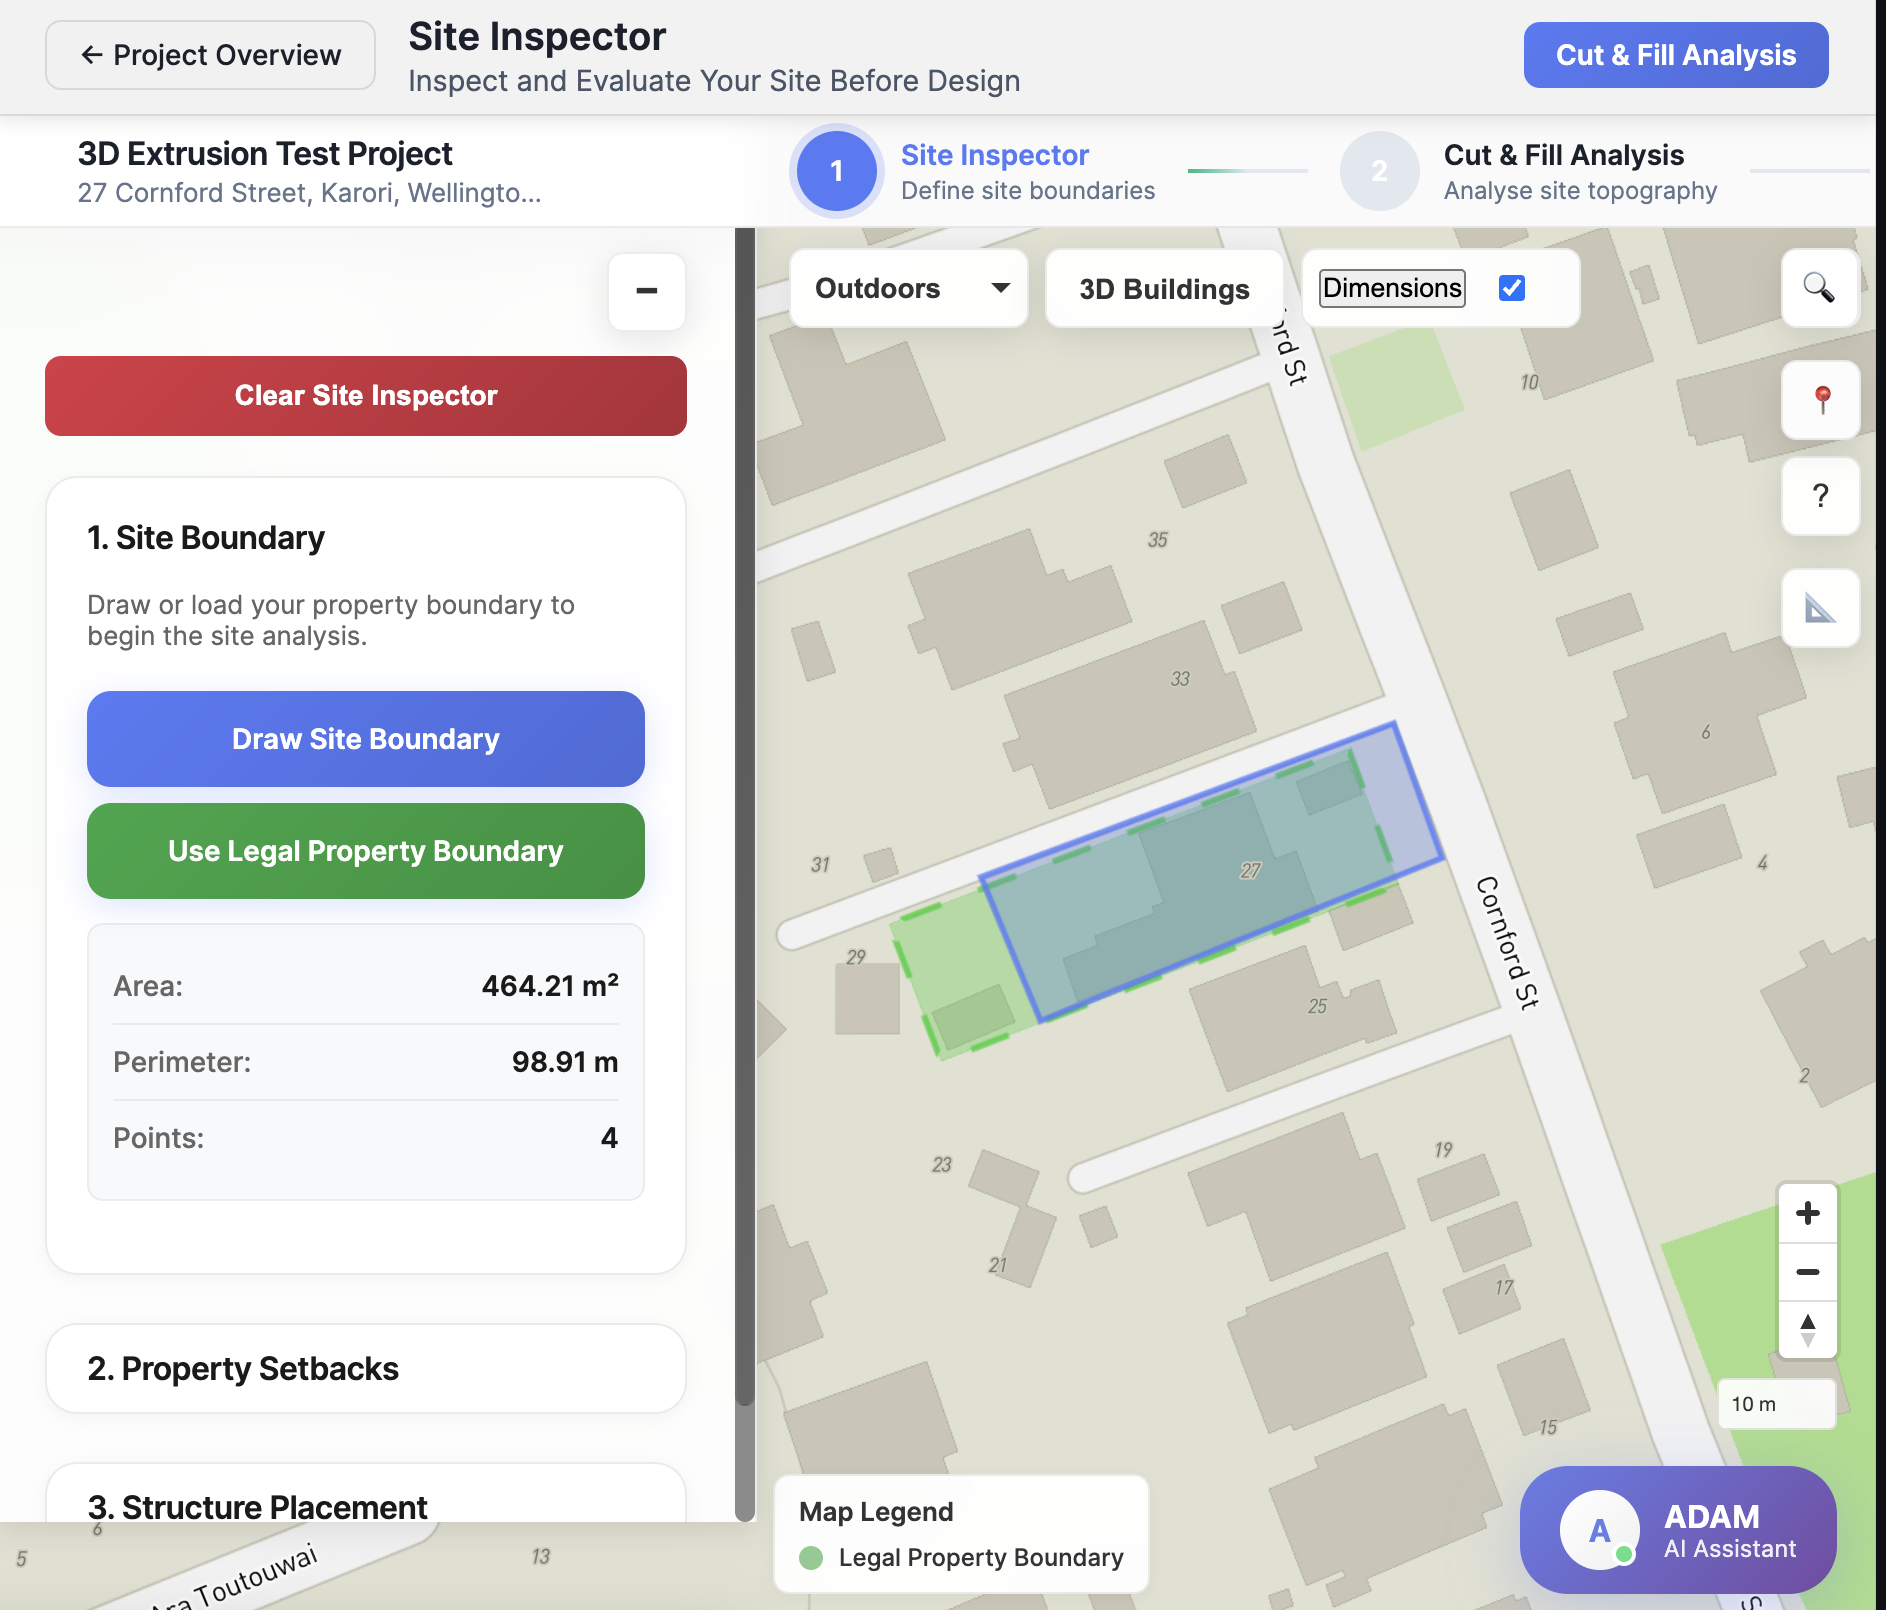 ← Project Overview
Site Inspector
Inspect and Evaluate Your Site Before Design
Cut & Fill Analysis
3D Extrusion Test Project
27 Cornford Street, Karori, Wellingto...
1
Site Inspector
Define site boundaries
2
Cut & Fill Analysis
Analyse site topography
Clear Site Inspector
1. Site Boundary
Draw or load your property boundary to
begin the site analysis.
Draw Site Boundary
Use Legal Property Boundary
Area:
464.21 m²
Perimeter:
98.91 m
Points:
4
2. Property Setbacks
3. Structure Placement
Outdoors
3D Buildings
Dimensions
?
ord St
10
35
33
6
31
27
4
29
Cornford St
25
2
23
19
21
17
15
10 m
Map Legend
Legal Property Boundary
A
ADAM
AI Assistant
6
5
Ara Toutouwai
13
S